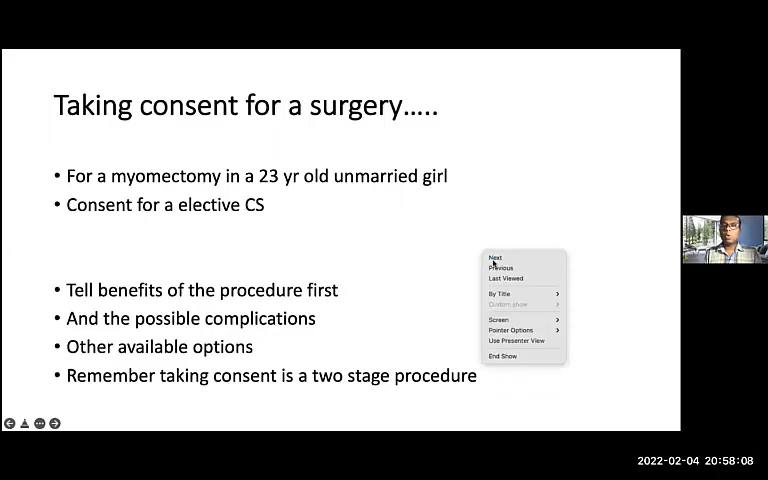 Taking consent for a surgery…..
• For a myomectomy in a 23 yr old unmarried girl
• Consent for a elective CS
• Tell benefits of the procedure first
• And the possible complications
• Other available options
• Remember taking consent is a two stage procedure
Next
Previous
Last Viewed
By Title
Custom show
Screen
Pointer Options
Use Presenter View
End Show
2022-02-04 20:58:08